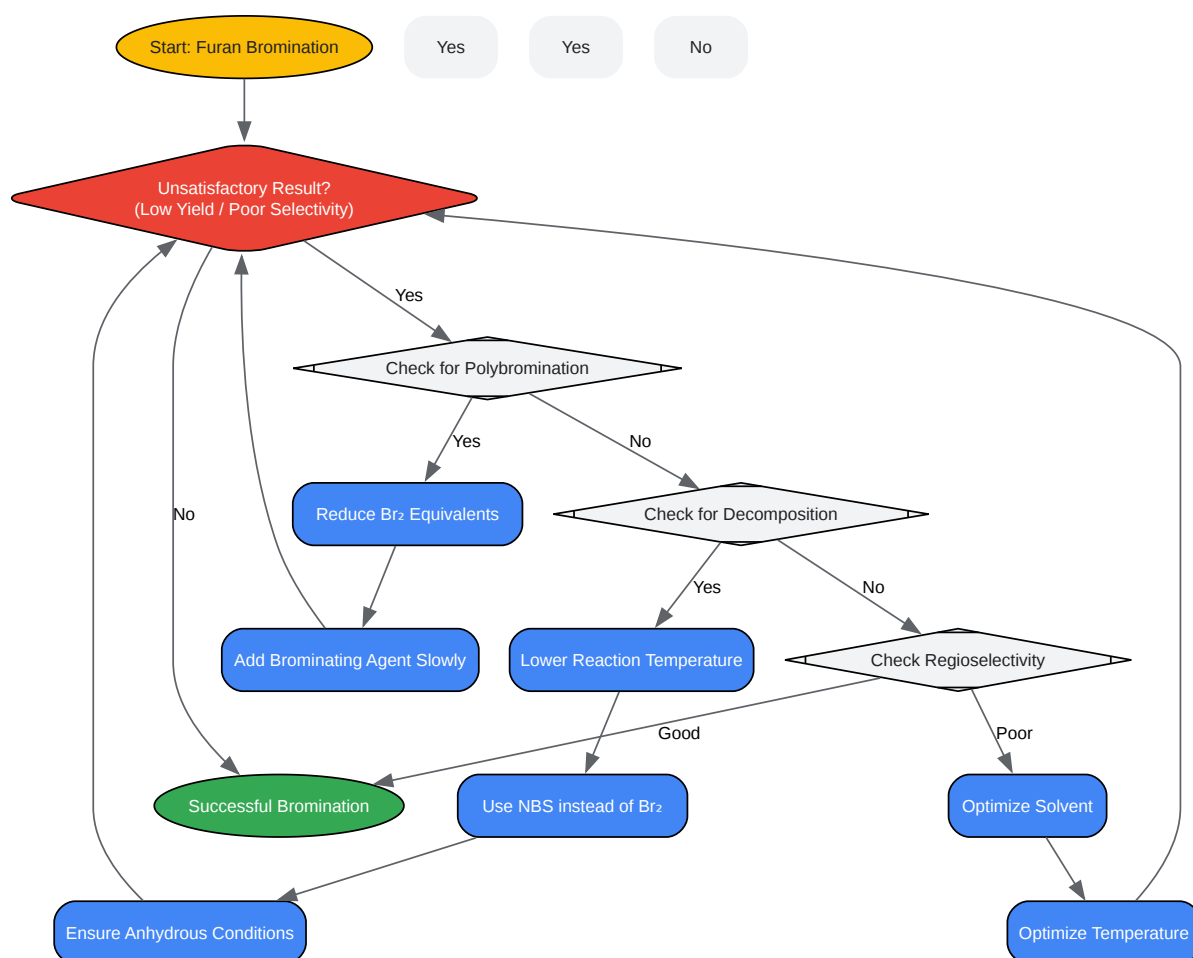 Start: Furan Bromination
Yes
Yes
No
Unsatisfactory Result?
(Low Yield / Poor Selectivity)
Yes
Check for Polybromination
Yes
No
No
Reduce Br₂ Equivalents
Check for Decomposition
Yes
No
Add Brominating Agent Slowly
Lower Reaction Temperature
Check Regioselectivity
Good
Poor
Successful Bromination
Use NBS instead of Br₂
Optimize Solvent
Ensure Anhydrous Conditions
Optimize Temperature